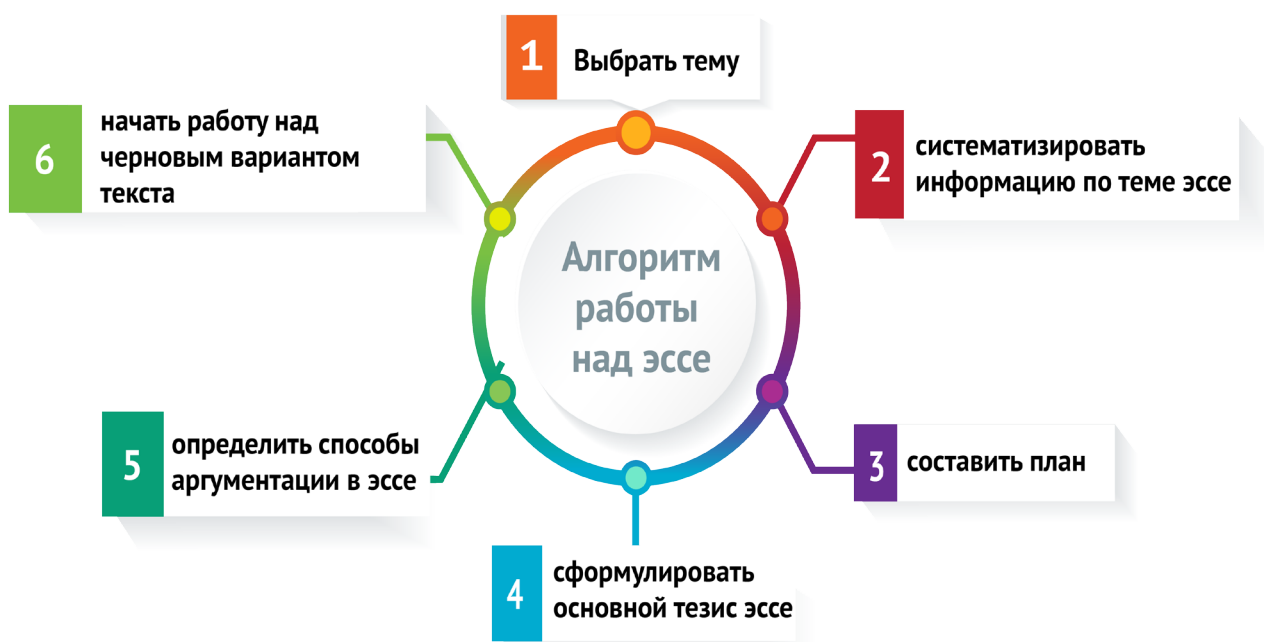 Алгоритм
работы
над эссе
1
Выбрать тему
2
систематизировать
информацию по теме эссе
3
составить план
4
сформулировать
основной тезис эссе
5
определить способы
аргументации в эссе
6
начать работу над
черновым вариантом
текста